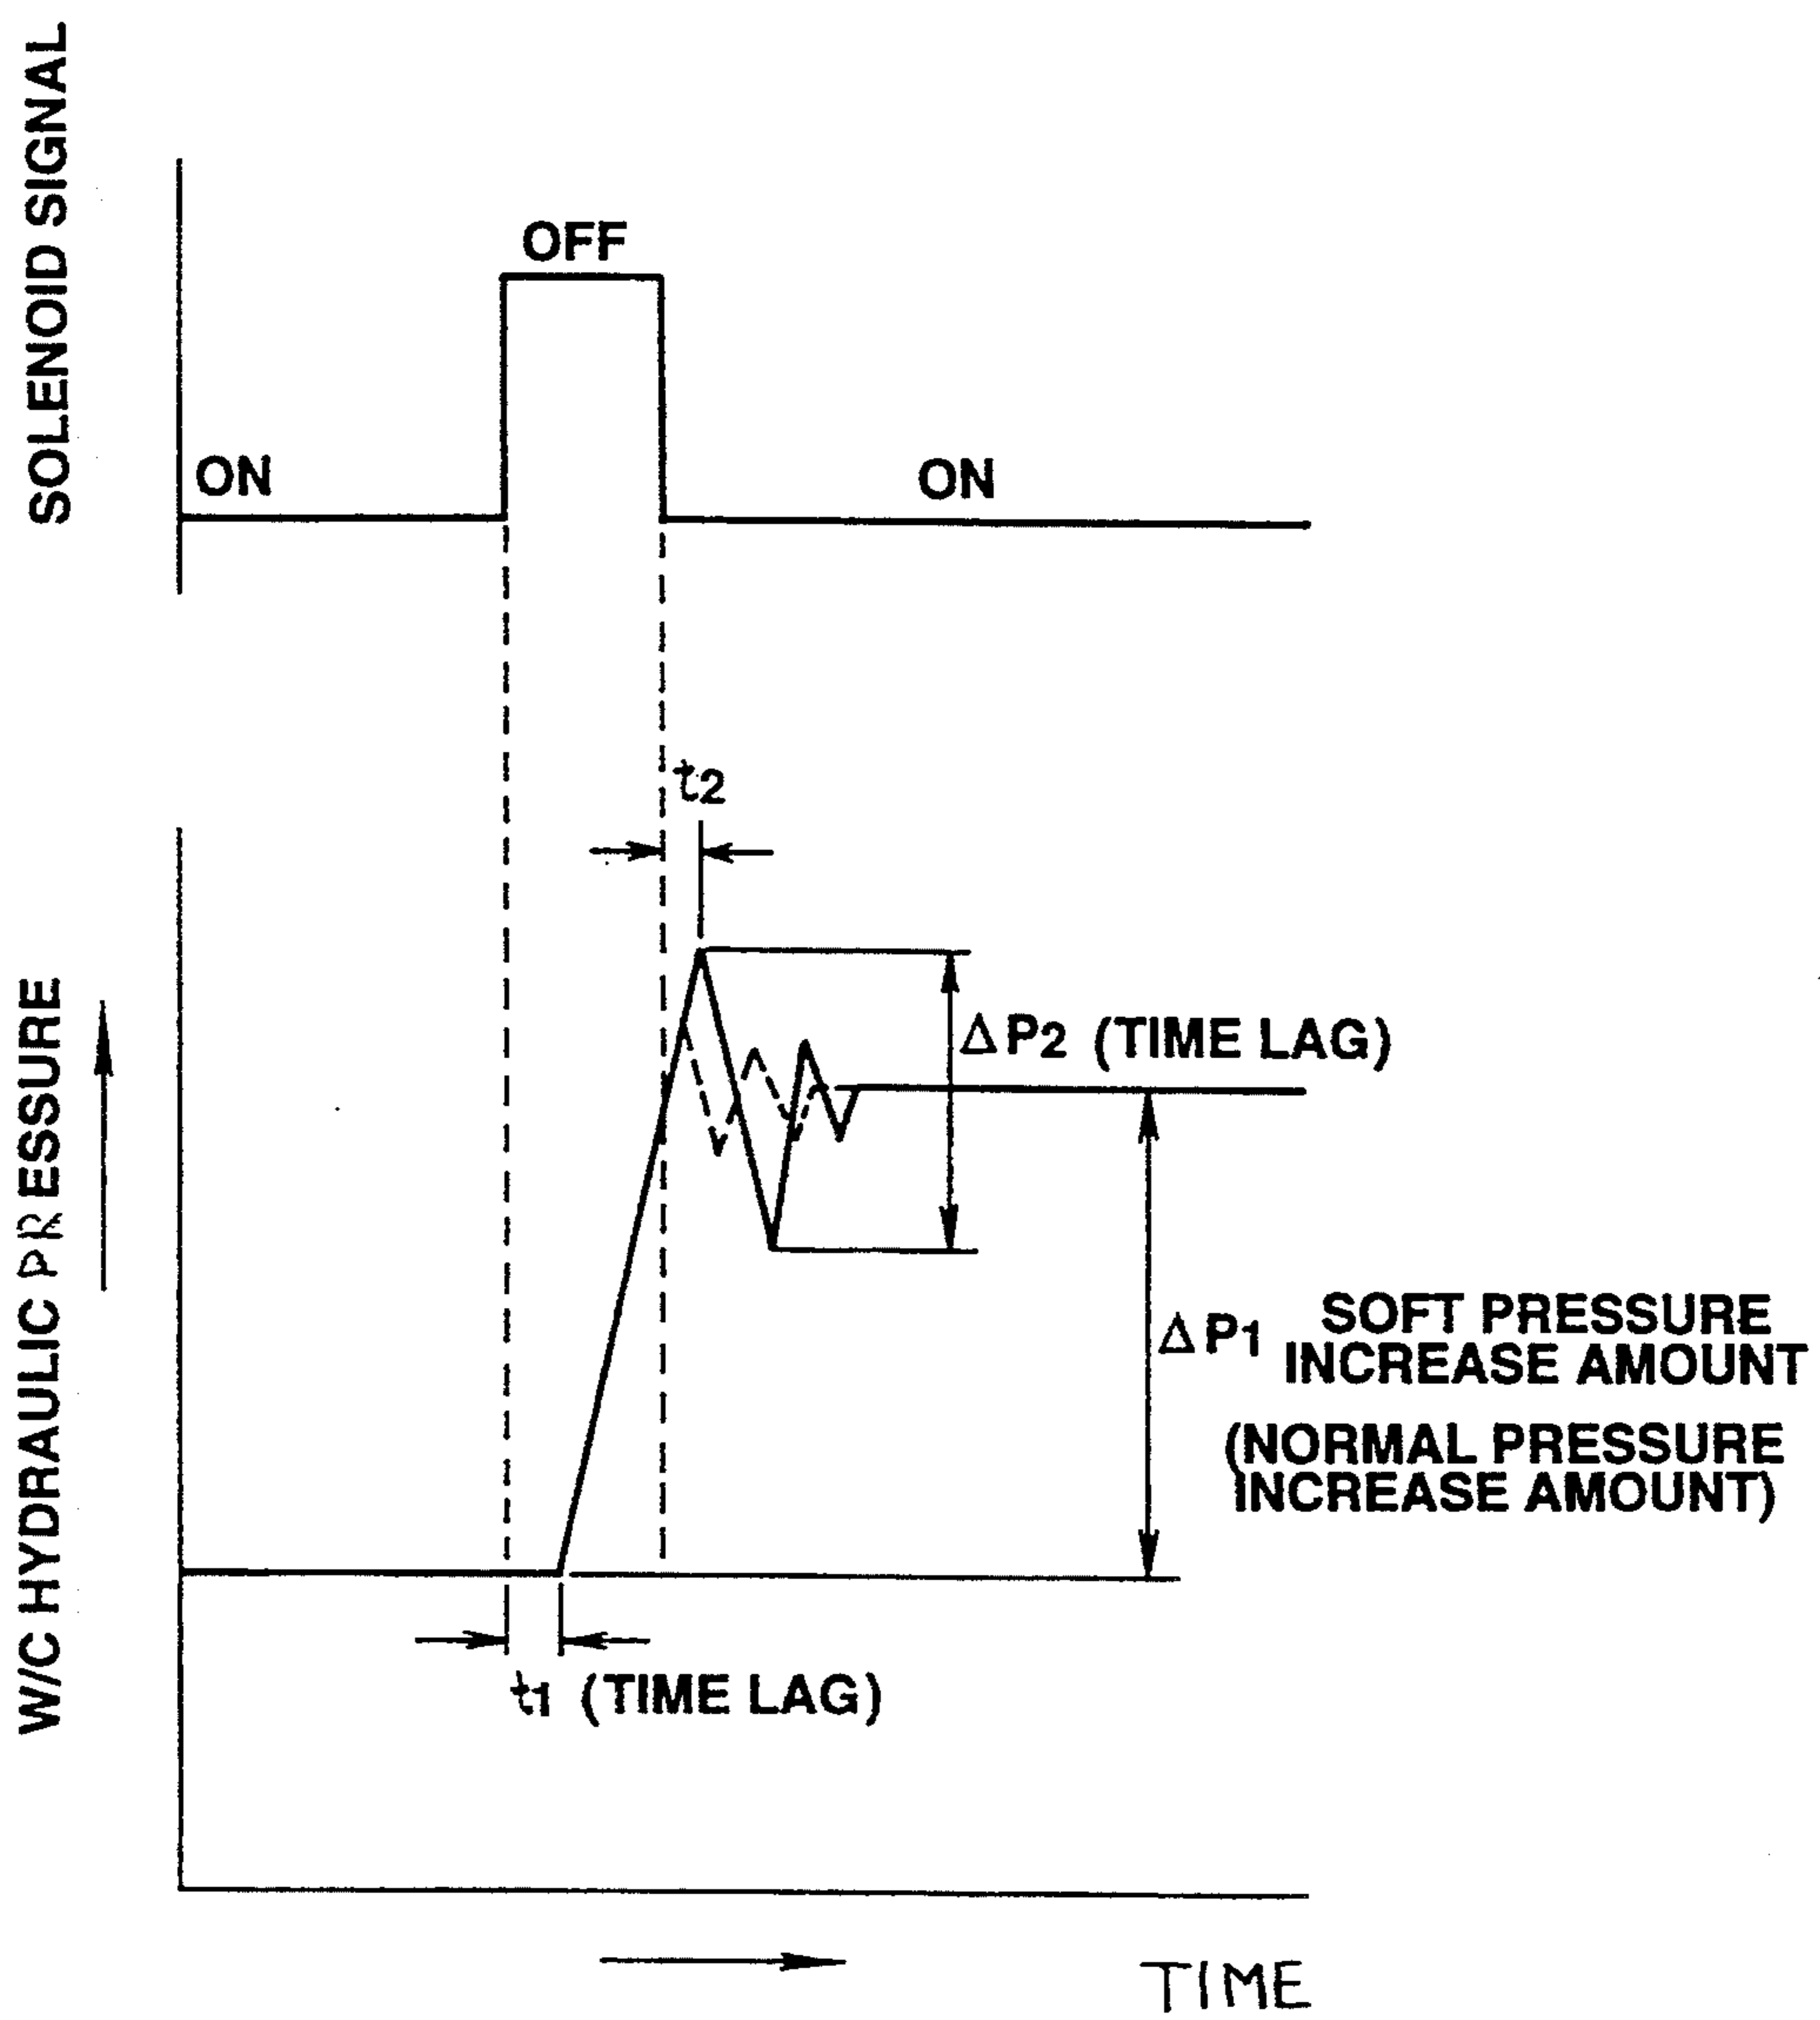 SOLENOID SIGNAL
OFF
ON
ON
t2
W/C HYDRAULIC PRESSURE
ΔP2 (TIME LAG)
ΔP1
SOFT PRESSURE
INCREASE AMOUNT
(NORMAL PRESSURE
INCREASE AMOUNT)
t1 (TIME LAG)
TIME